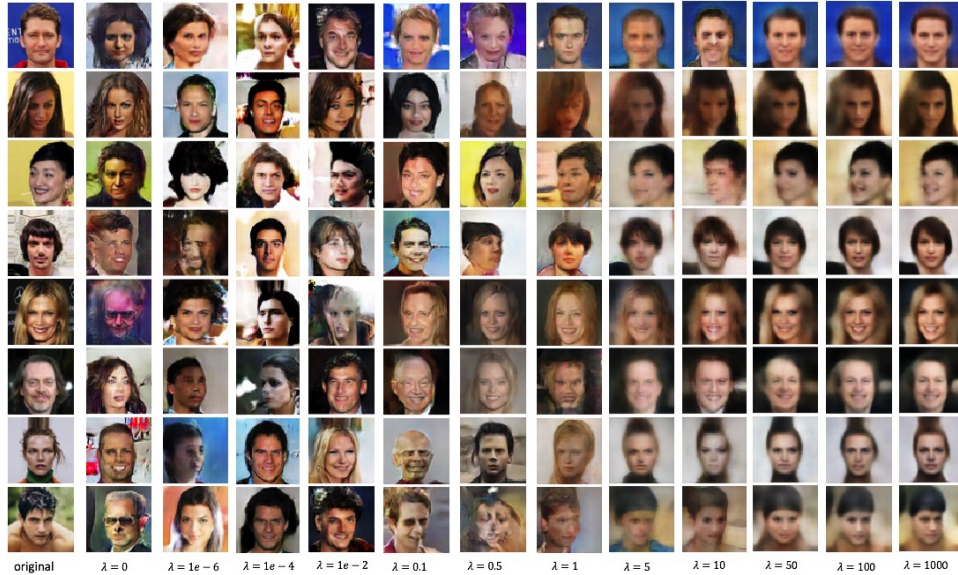 original λ = 0 λ = 1e − 6 λ = 1e − 4 λ = 1e − 2 λ = 0.1 λ = 0.5 λ = 1 λ = 5 λ = 10 λ = 50 λ = 100 λ = 1000